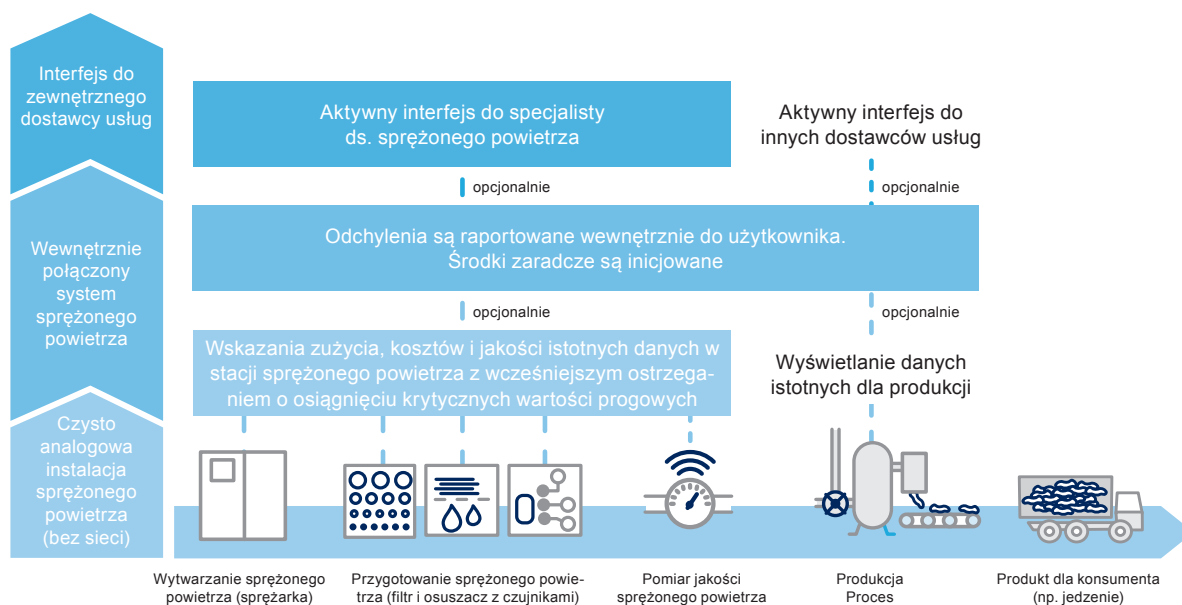 Interfejs do
zewnętrznego
dostawcy usług
Aktywny interfejs do specjalisty
ds. sprężonego powietrza
Aktywny interfejs do
innych dostawców usług
opcjonalnie
opcjonalnie
Wewnętrznie
połączony
system
sprężonego
powietrza
Odchylenia są raportowane wewnętrznie do użytkownika.
Środki zaradcze są inicjowane
opcjonalnie
opcjonalnie
Wskazania zużycia, kosztów i jakości istotnych danych w
stacji sprężonego powietrza z wcześniejszym ostrzega-
niem o osiągnięciu krytycznych wartości progowych
Wyświetlanie danych
istotnych dla produkcji
Czysto
analogowa
instalacja
sprężonego
powietrza
(bez sieci)
Wytwarzanie sprężonego
powietrza (sprężarka)
Przygotowanie sprężonego powie-
trza (filtr i osuszacz z czujnikami)
Pomiar jakości
sprężonego powietrza
Produkcja
Proces
Produkt dla konsumenta
(np. jedzenie)